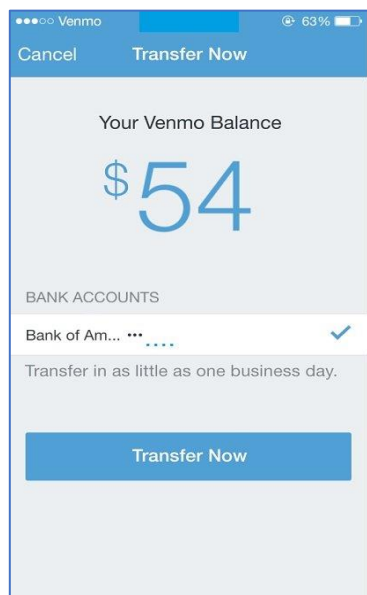 ●●●○○ Venmo 63%
Cancel Transfer Now
Your Venmo Balance
$54
BANK ACCOUNTS
Bank of Am... •••....
Transfer in as little as one business day.
Transfer Now